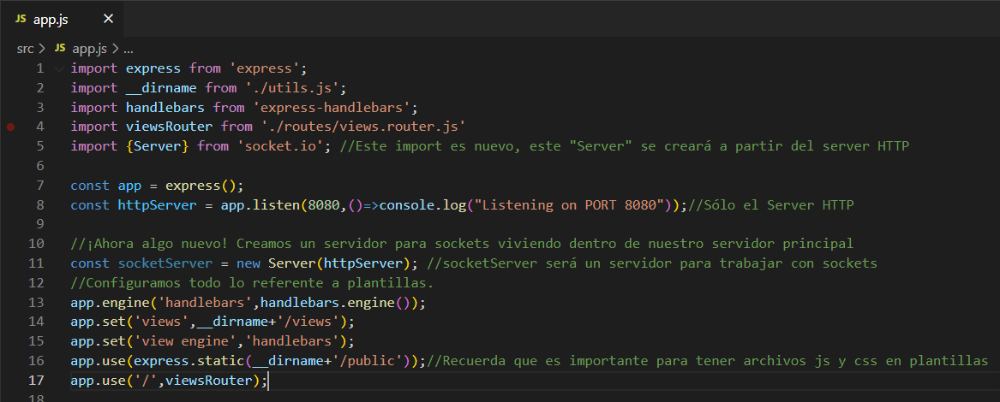 JS app.js ×
src > JS app.js > ...
1 import express from 'express';
2 import __dirname from './utils.js';
3 import handlebars from 'express-handlebars';
4 import viewsRouter from './routes/views.router.js'
5 import {Server} from 'socket.io'; //Este import es nuevo, este "Server" se creará a partir del server HTTP
6
7 const app = express();
8 const httpServer = app.listen(8080,()=>console.log("Listening on PORT 8080"));//Sólo el Server HTTP
9
10 //¡Ahora algo nuevo! Creamos un servidor para sockets viviendo dentro de nuestro servidor principal
11 const socketServer = new Server(httpServer); //socketServer será un servidor para trabajar con sockets
12 //Configuramos todo lo referente a plantillas.
13 app.engine('handlebars',handlebars.engine());
14 app.set('views',__dirname+'/views');
15 app.set('view engine','handlebars');
16 app.use(express.static(__dirname+'/public'));//Recuerda que es importante para tener archivos js y css en plantillas
17 app.use('/',viewsRouter);
18